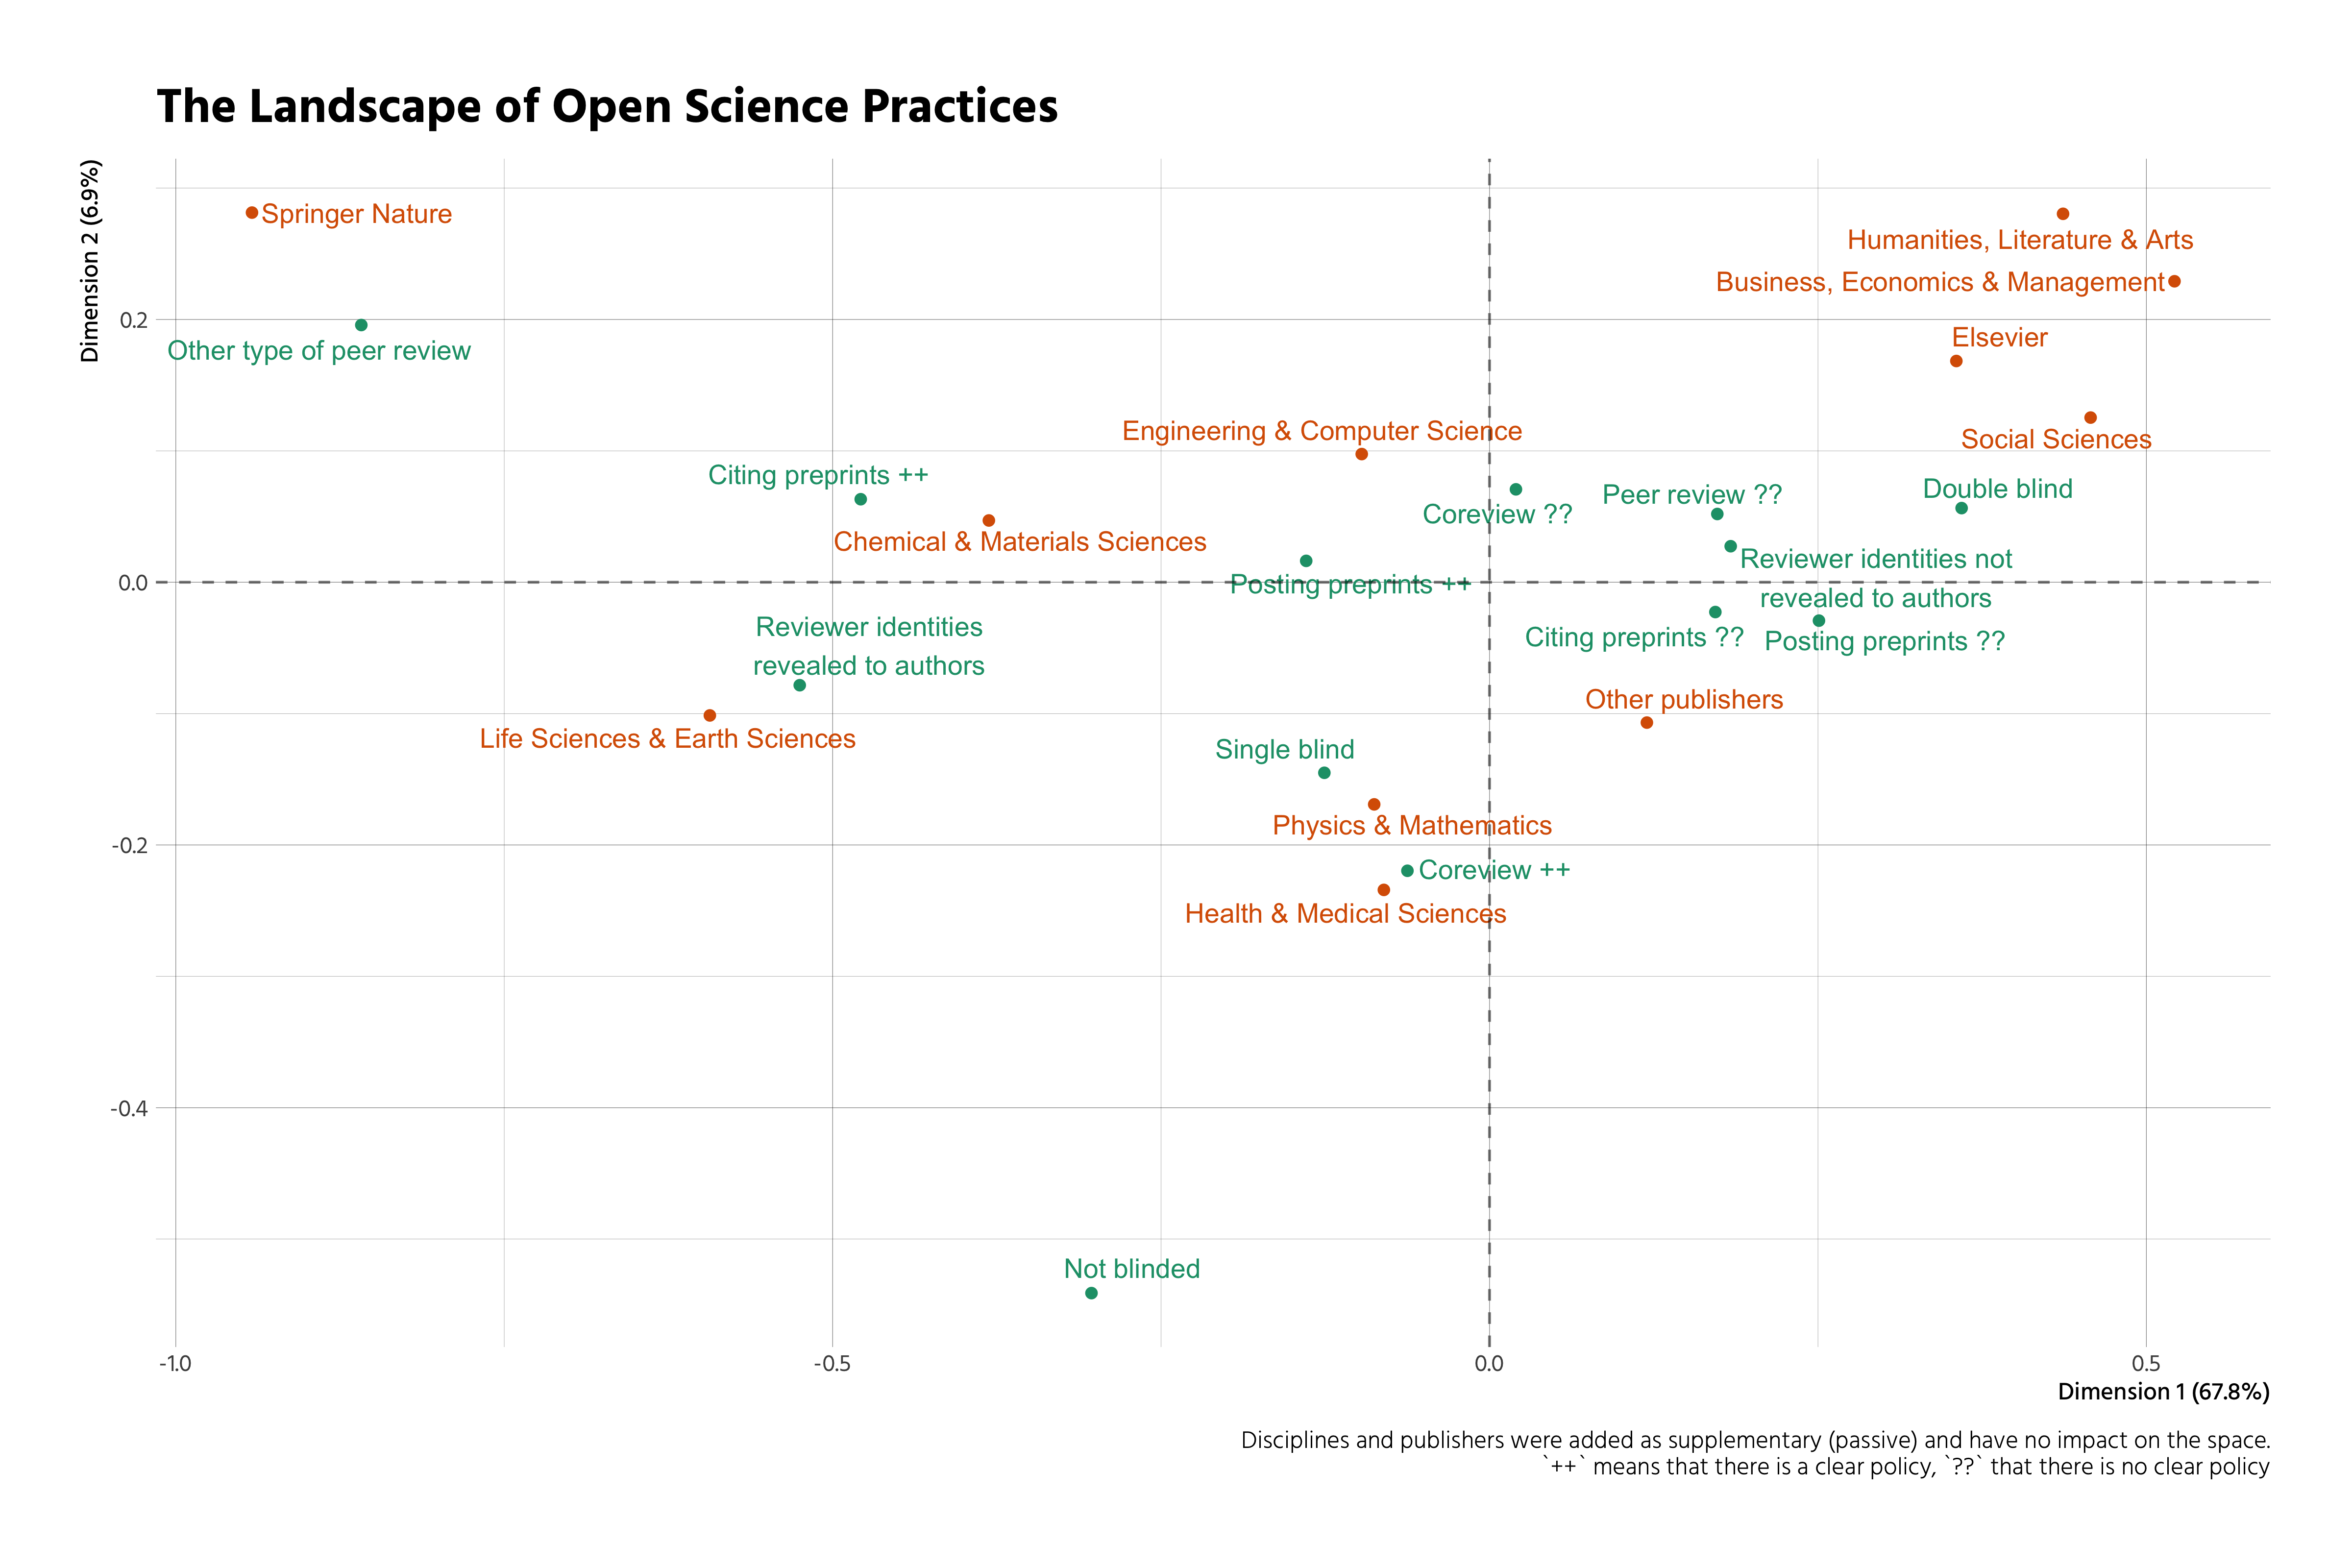 The Landscape of Open Science Practices
Dimension 2 (6.9%)
Springer Nature
Humanities, Literature & Arts
Business, Economics & Management
0.2
Other type of peer review
Elsevier
Engineering & Computer Science
Social Sciences
Citing preprints ++
Coreview ??
Peer review ??
Double blind
Chemical & Materials Sciences
Posting preprints ++
Reviewer identities not
revealed to authors
0.0
Reviewer identities
revealed to authors
Citing preprints ??
Posting preprints ??
Other publishers
Life Sciences & Earth Sciences
Single blind
Physics & Mathematics
-0.2
Coreview ++
Health & Medical Sciences
-0.4
Not blinded
-1.0
-0.5
0.0
0.5
Dimension 1 (67.8%)
Disciplines and publishers were added as supplementary (passive) and have no impact on the space.
`++` means that there is a clear policy, `??` that there is no clear policy